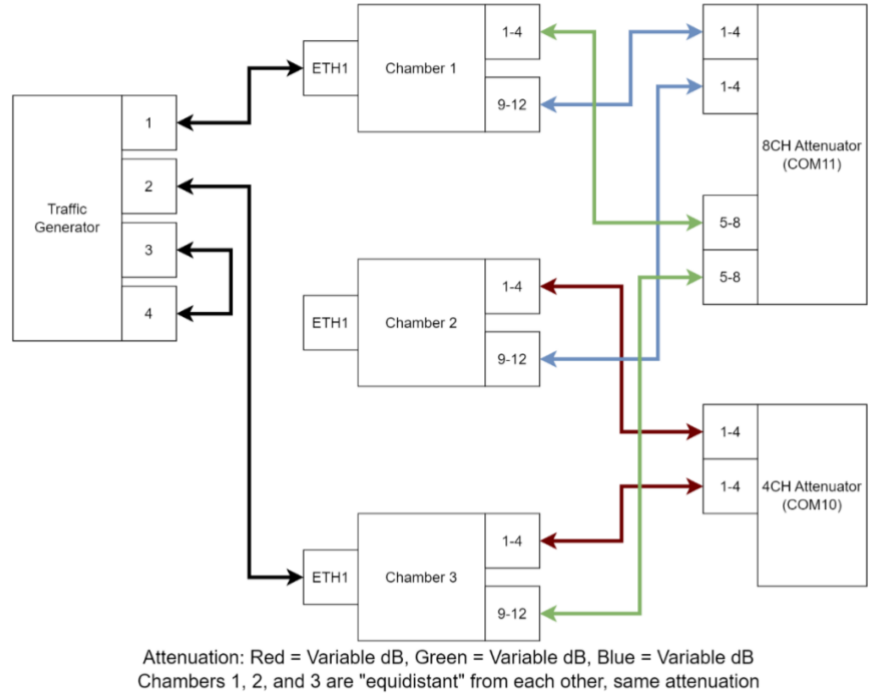 1-4
1-4
ETH1
Chamber 1
9-12
1-4
1
8CH Attenuator
(COM11)
2
Traffic
Generator
3
5-8
4
5-8
1-4
ETH1
Chamber 2
9-12
1-4
1-4
4CH Attenuator
(COM10)
1-4
ETH1
Chamber 3
9-12
Attenuation: Red = Variable dB, Green = Variable dB, Blue = Variable dB
Chambers 1, 2, and 3 are "equidistant" from each other, same attenuation